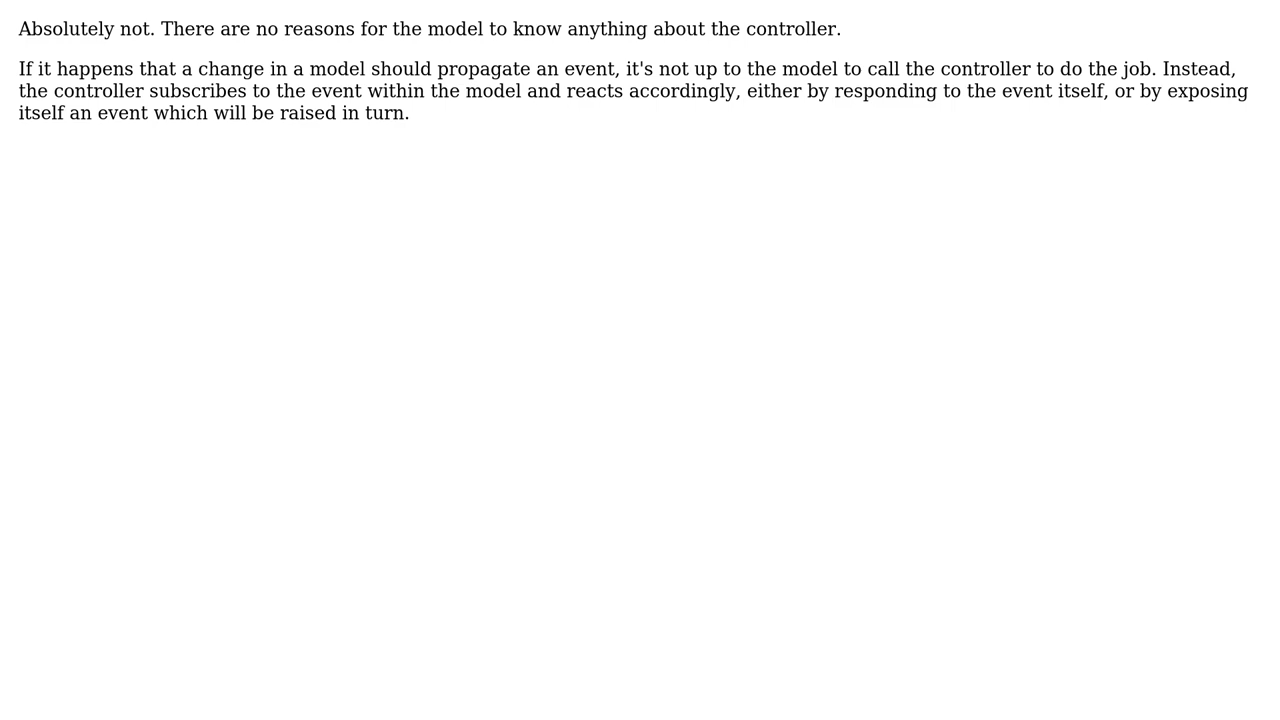 Absolutely not. There are no reasons for the model to know anything about the controller.
If it happens that a change in a model should propagate an event, it's not up to the model to call the controller to do the job. Instead,
the controller subscribes to the event within the model and reacts accordingly, either by responding to the event itself, or by exposing
itself an event which will be raised in turn.